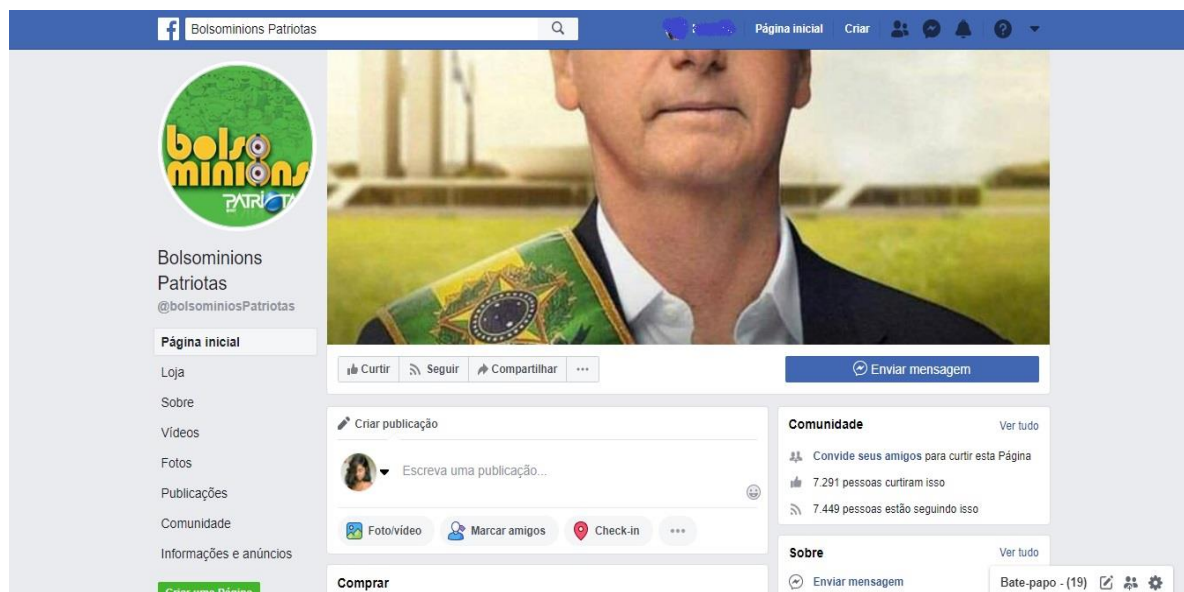 Bolsominions Patriotas
Página inicial Criar
bolso
minions
PATRIOTA
Bolsominions
Patriotas
@bolsominiosPatriotas
Página inicial
Loja
Sobre
Vídeos
Fotos
Publicações
Comunidade
Informações e anúncios
Criar uma Página
Curtir Seguir Compartilhar ...
Enviar mensagem
Criar publicação
Escreva uma publicação...
Foto/vídeo Marcar amigos Check-in ...
Comprar
Comunidade Ver tudo
Convide seus amigos para curtir esta Página
7.291 pessoas curtiram isso
7.449 pessoas estão seguindo isso
Sobre Ver tudo
Enviar mensagem
Bate-papo - (19)